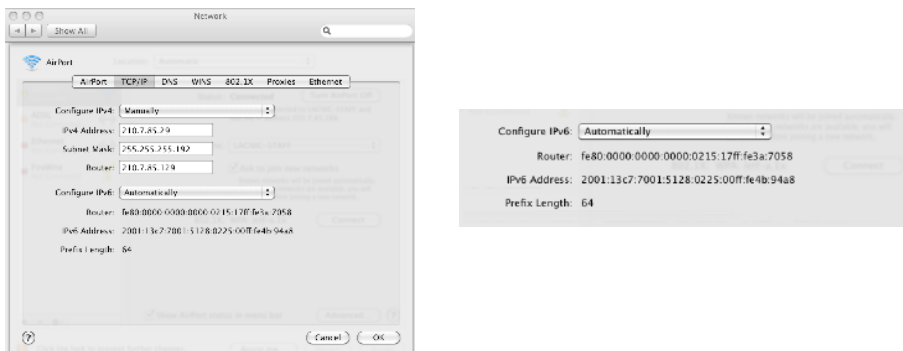 Network
Show All
AirPort
AirPort TCP/IP DNS WINS 802.1X Proxies Ethernet
Configure IPv4: Manually
IPv4 Address: 210.7.85.29
Subnet Mask: 255.255.255.192
Router: 210.7.85.129
Configure IPv6: Automatically
Router: fe80:0000:0000:0000:0215:17ff:fe3a:7058
IPv6 Address: 2001:13c7:7001:5128:0225:00ff:fe4b:94a8
Prefix Length: 64
? Cancel OK
Configure IPv6: Automatically
Router: fe80:0000:0000:0000:0215:17ff:fe3a:7058
IPv6 Address: 2001:13c7:7001:5128:0225:00ff:fe4b:94a8
Prefix Length: 64